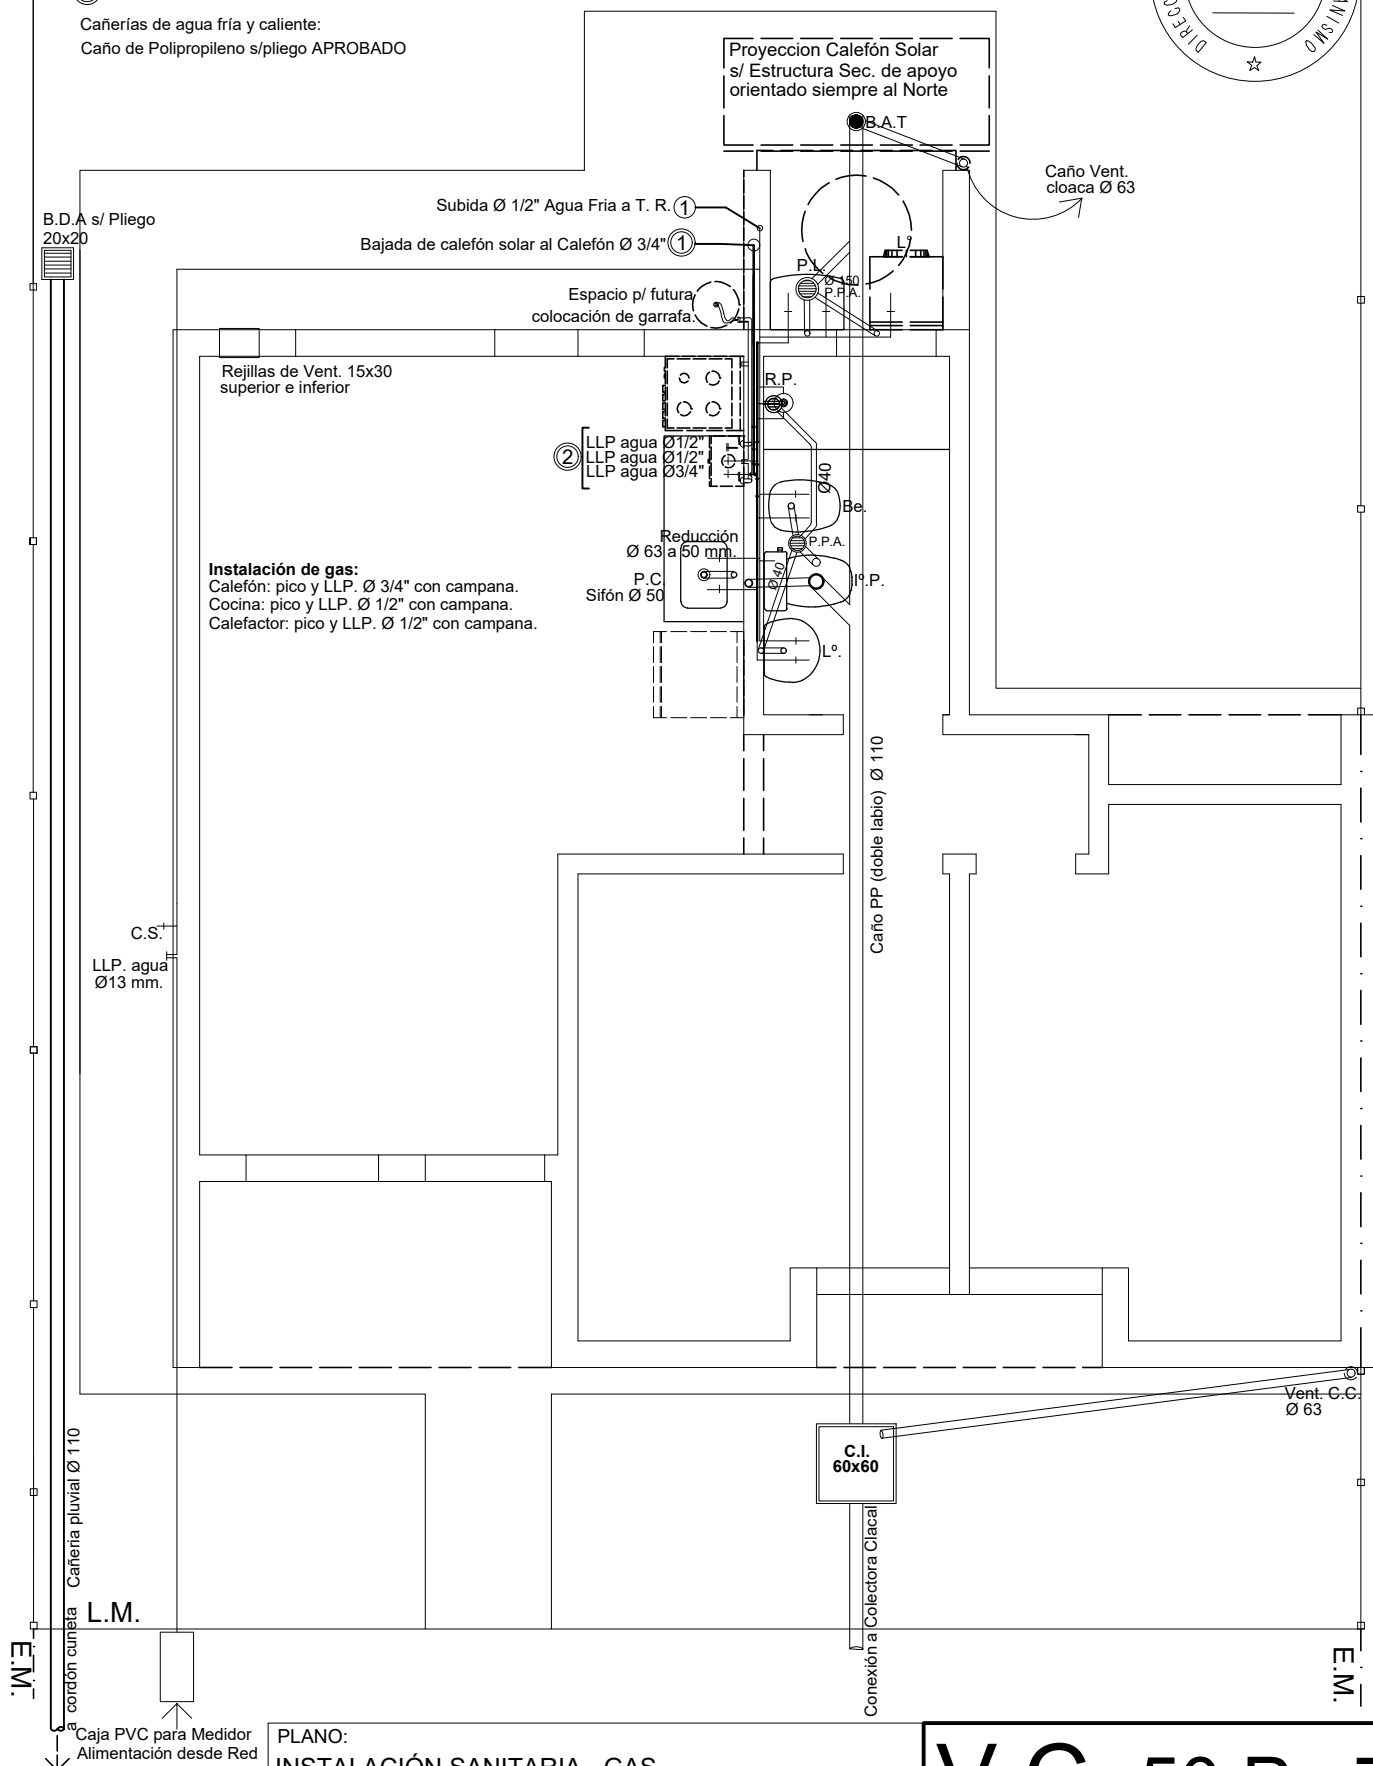 Cañerías de agua fría y caliente:
Caño de Polipropileno s/pliego APROBADO
Proyeccion Calefón Solar
s/ Estructura Sec. de apoyo
orientado siempre al Norte
B.A.T
Caño Vent.
cloaca Ø 63
B.D.A s/ Pliego
20x20
Subida Ø 1/2" Agua Fria a T. R. 1
Bajada de calefón solar al Calefón Ø 3/4" 1
P.L.
Ø 150
P.P.A.
Espacio p/ futura
colocación de garrafa.
Rejillas de Vent. 15x30
superior e inferior
R.P.
2
LLP agua Ø1/2"
LLP agua Ø1/2"
LLP agua Ø3/4"
Ø40
Be.
Reducción
Ø 63 a 50 mm.
P.P.A.
Ø 40
P.C.
Sifón Ø 50
Iº.P.
Lº.
Instalación de gas:
Calefón: pico y LLP. Ø 3/4" con campana.
Cocina: pico y LLP. Ø 1/2" con campana.
Calefactor: pico y LLP. Ø 1/2" con campana.
Caño PP (doble labio) Ø 110
C.S.
LLP. agua
Ø13 mm.
Vent. C.C.
Ø 63
C.I.
60x60
Conexión a Colectora Clacal
Cañeria pluvial Ø 110
a cordón cuneta
L.M.
E.M.
E.M.
Caja PVC para Medidor
Alimentación desde Red
PLANO:
INSTALACIÓN SANITARIA - GAS